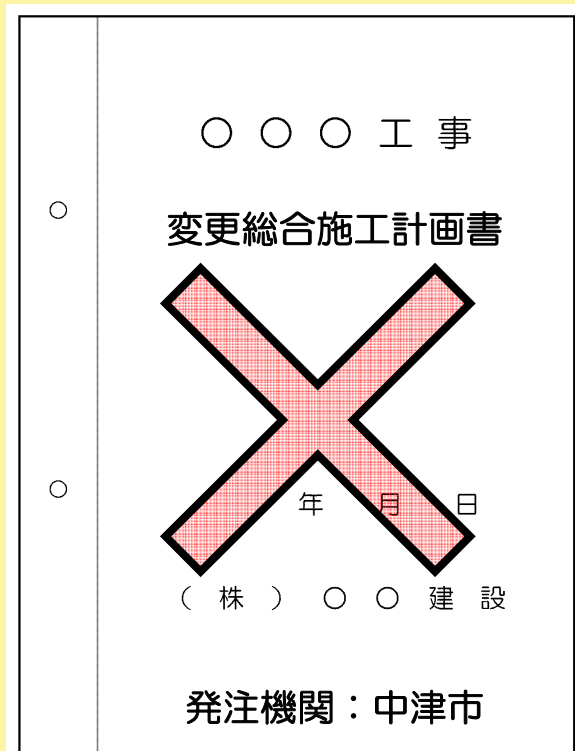 ○○○工事
変更総合施工計画書
年 月 日
(株)○○建設
発注機関：中津市